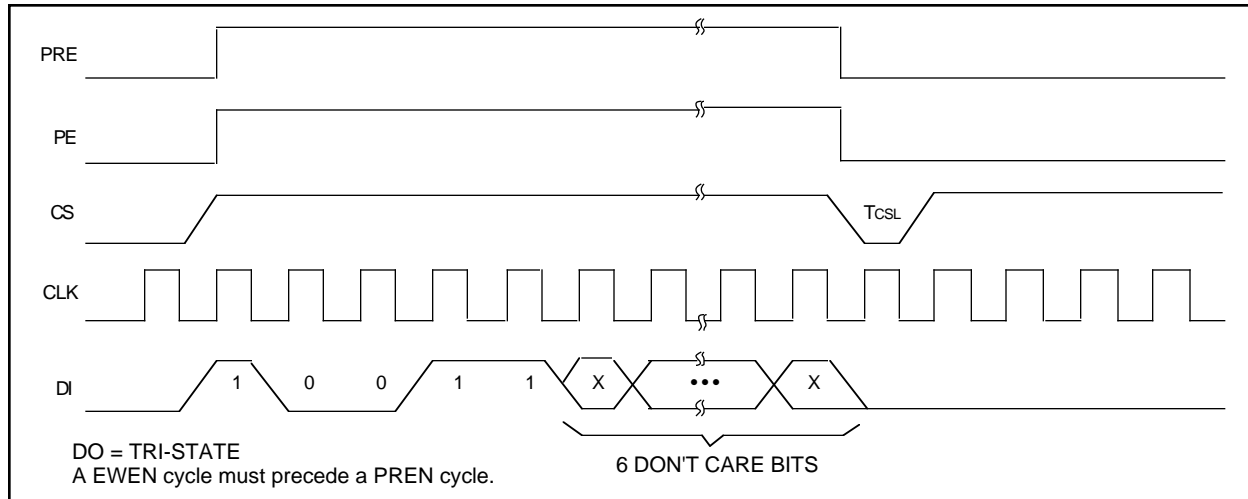 PRE
PE
CS
TCSL
CLK
DI
1 0 0 1 1 X ••• X
DO = TRI-STATE
A EWEN cycle must precede a PREN cycle.
6 DON'T CARE BITS